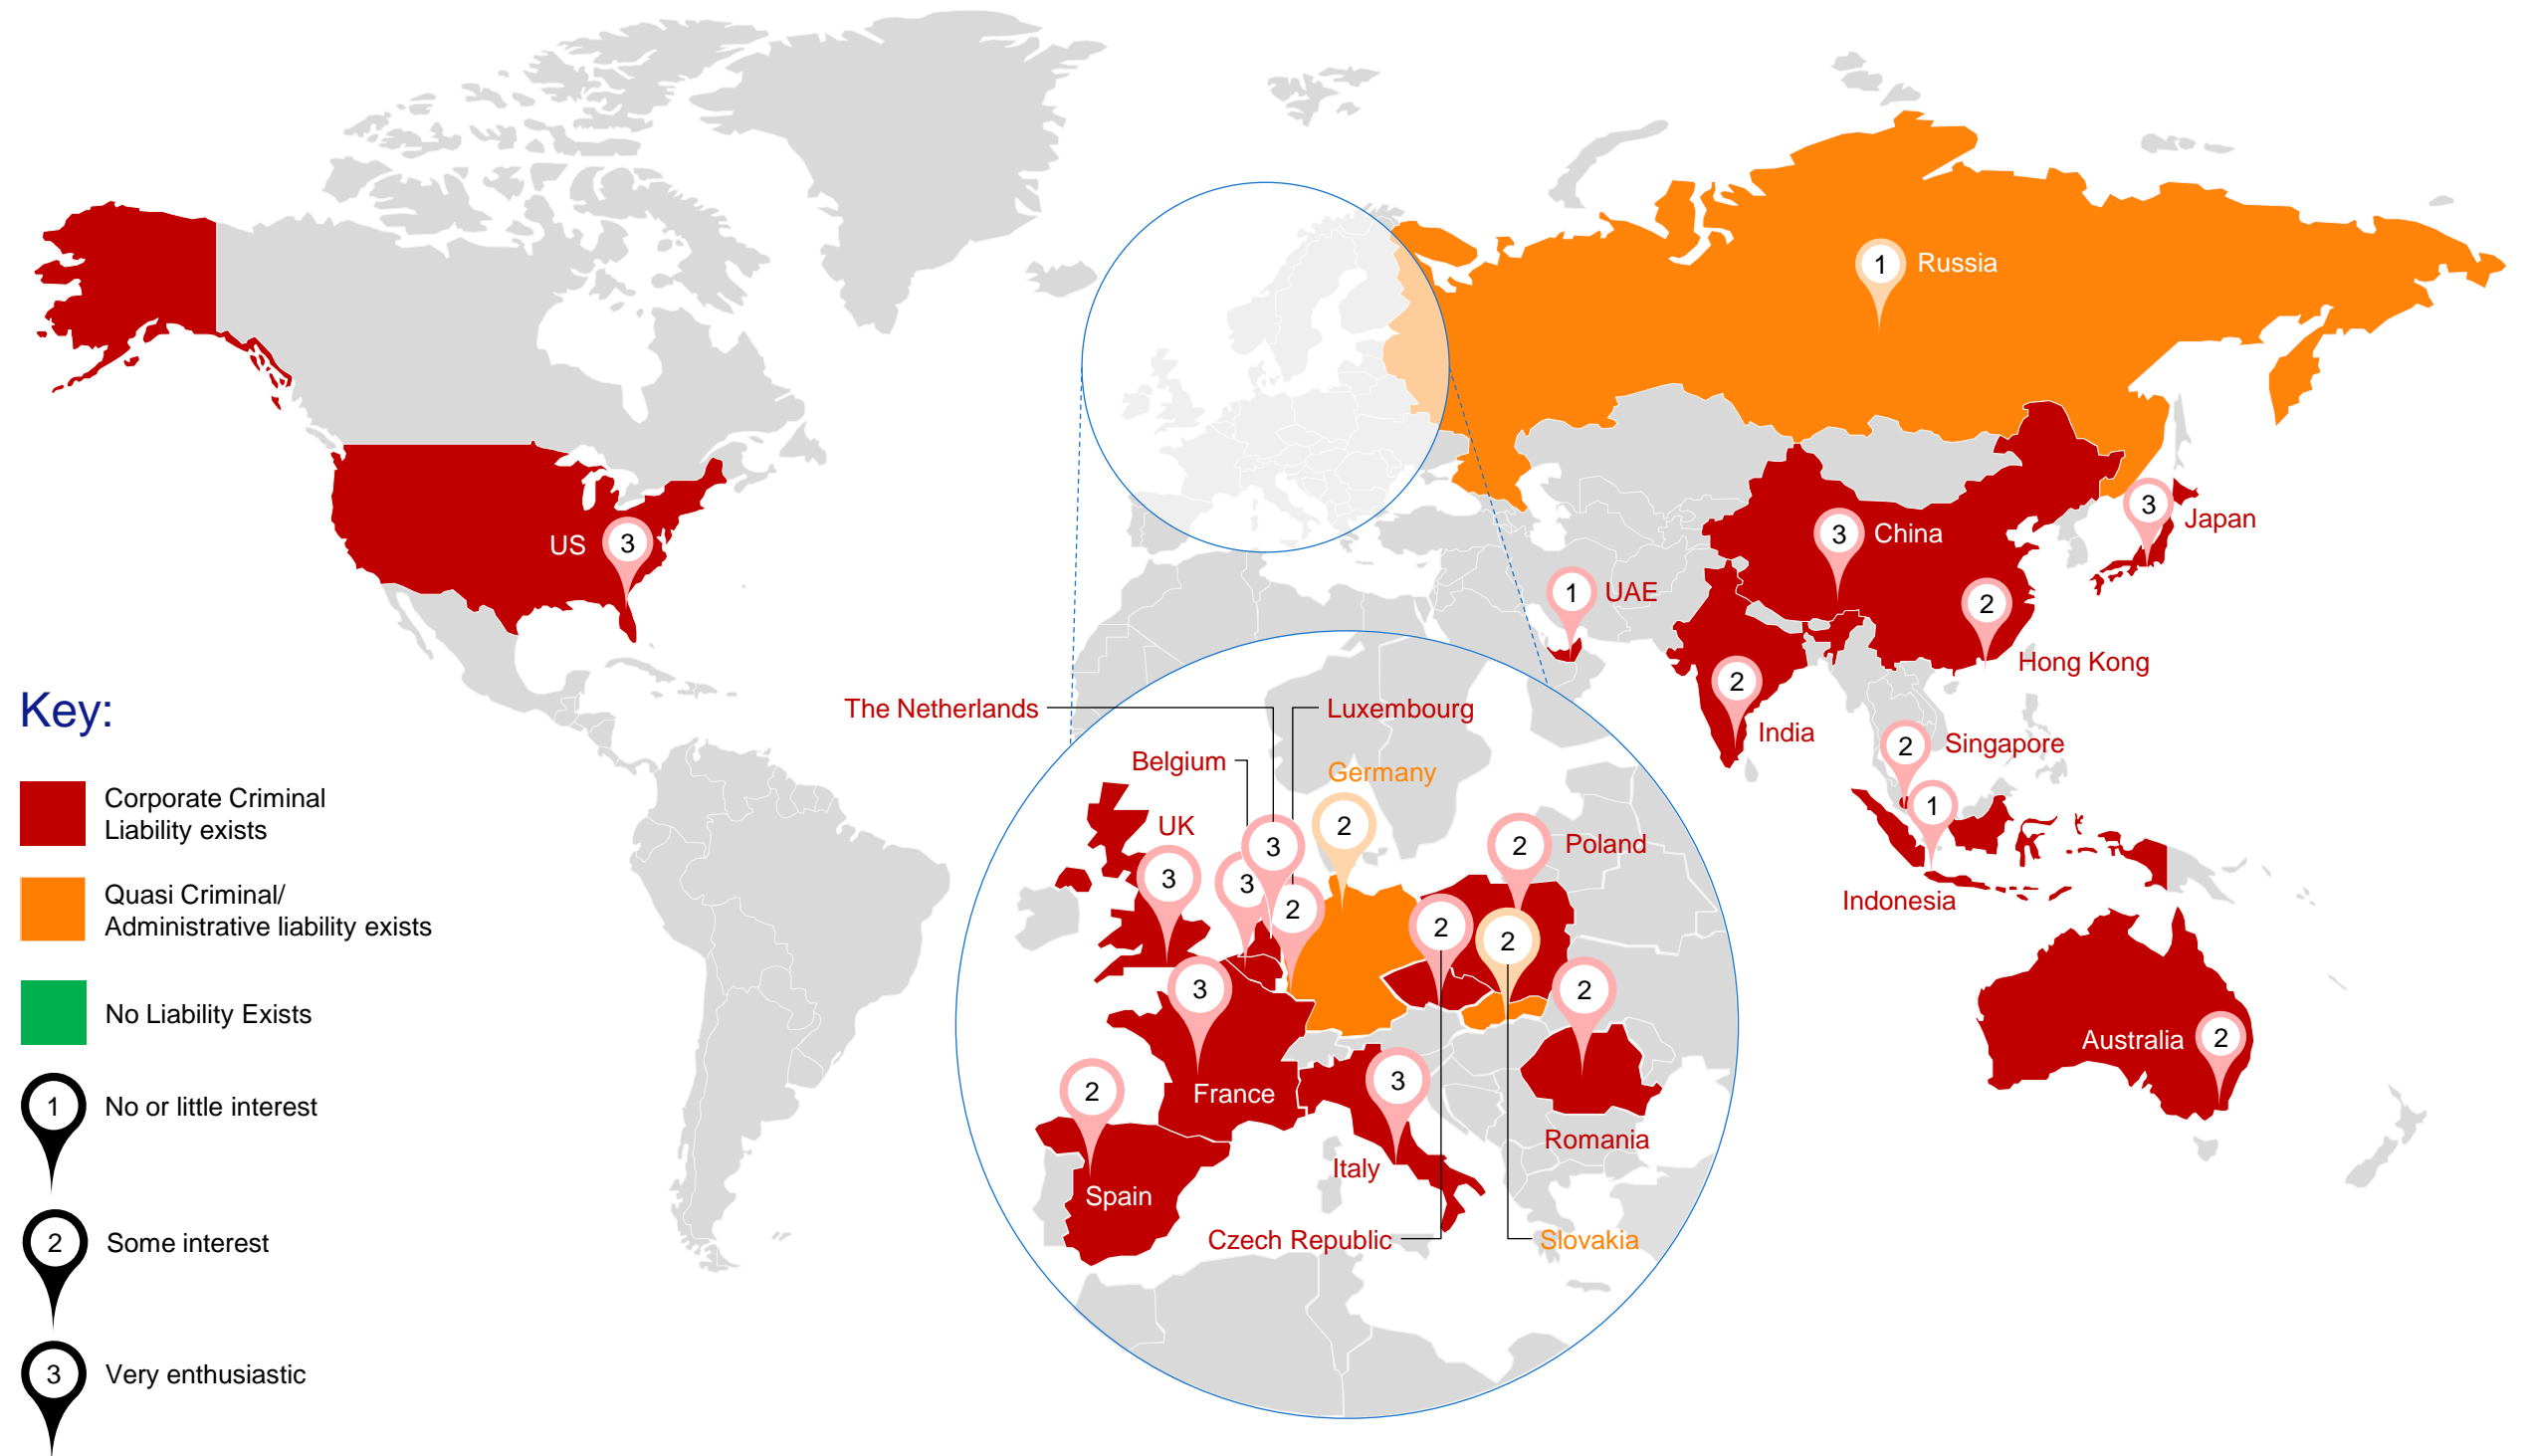 1
Russia
3
Japan
US
3
3
China
1
UAE
2
Hong Kong
2
India
2
Singapore
1
Indonesia
Australia
2
The Netherlands
Luxembourg
Belgium
Germany
UK
3
3
3
2
2
2
Poland
2
2
2
3
France
3
2
Spain
Italy
Romania
Czech Republic
Slovakia
Key:
Corporate Criminal
Liability exists
Quasi Criminal/
Administrative liability exists
No Liability Exists
1
No or little interest
2
Some interest
3
Very enthusiastic